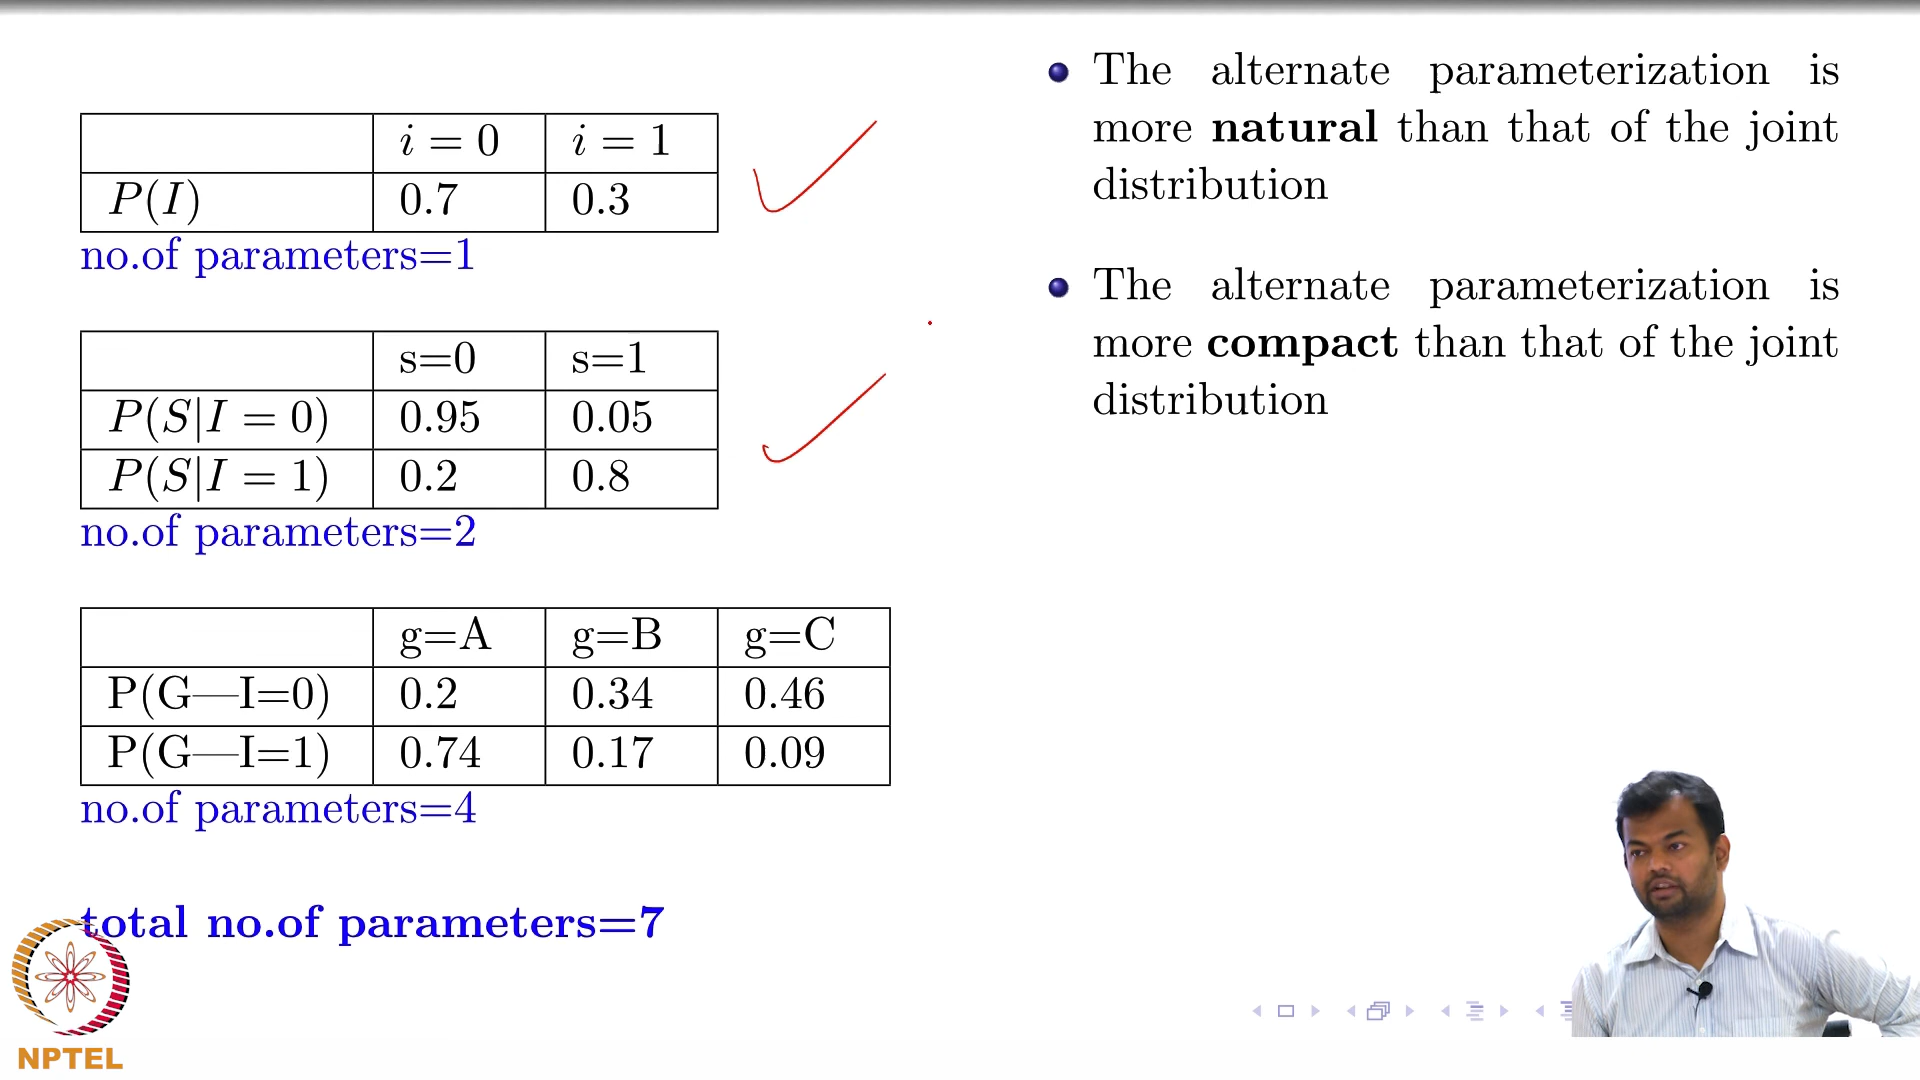 i = 0 i = 1
P(I) 0.7 0.3
no.of parameters=1
s=0 s=1
P(S|I = 0) 0.95 0.05
P(S|I = 1) 0.2 0.8
no.of parameters=2
g=A g=B g=C
P(G—I=0) 0.2 0.34 0.46
P(G—I=1) 0.74 0.17 0.09
no.of parameters=4
total no.of parameters=7
NPTEL
The alternate parameterization is
more natural than that of the joint
distribution
The alternate parameterization is
more compact than that of the joint
distribution